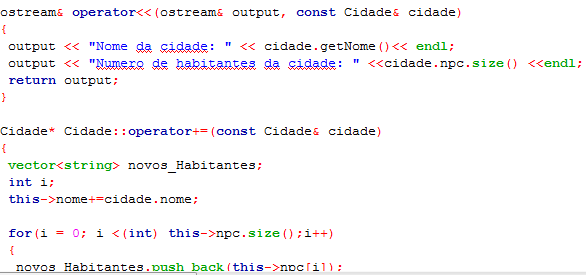 ostream& operator<<(ostream& output, const Cidade& cidade)
{
output << "Nome da cidade: " << cidade.getNome()<< endl;
output << "Numero de habitantes da cidade: " <<cidade.npc.size() <<endl;
return output;
}
Cidade* Cidade::operator+=(const Cidade& cidade)
{
vector<string> novos_Habitantes;
int i;
this->nome+=cidade.nome;
for(i = 0; i <(int) this->npc.size();i++)
{
novos_Habitantes.push_back(this->npc[i]);